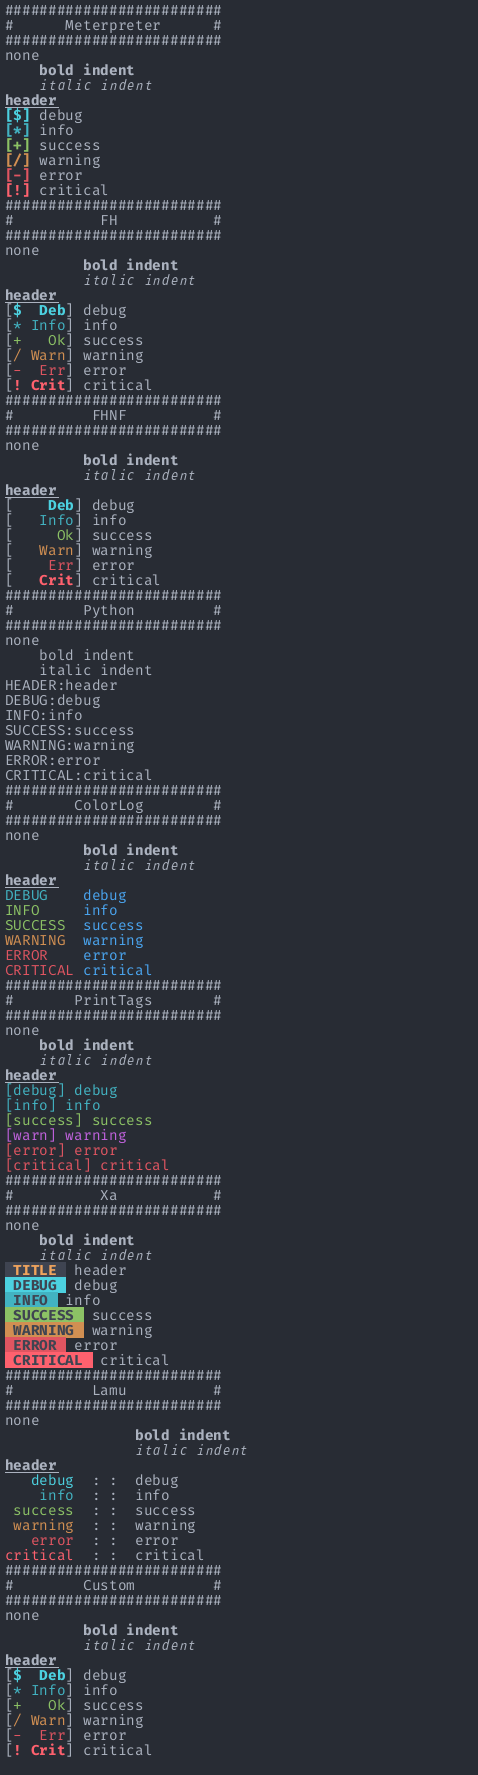 #########################
#      Meterpreter      #
#########################
none
    bold indent
    italic indent
header
[$] debug
[*] info
[+] success
[/] warning
[-] error
[!] critical
#########################
#          FH           #
#########################
none
         bold indent
         italic indent
header
[$  Deb] debug
[* Info] info
[+   Ok] success
[/ Warn] warning
[-  Err] error
[! Crit] critical
#########################
#         FHNF          #
#########################
none
         bold indent
         italic indent
header
[    Deb] debug
[   Info] info
[     Ok] success
[   Warn] warning
[    Err] error
[   Crit] critical
#########################
#        Python         #
#########################
none
    bold indent
    italic indent
HEADER:header
DEBUG:debug
INFO:info
SUCCESS:success
WARNING:warning
ERROR:error
CRITICAL:critical
#########################
#       ColorLog        #
#########################
none
         bold indent
         italic indent
header
DEBUG    debug
INFO     info
SUCCESS  success
WARNING  warning
ERROR    error
CRITICAL critical
#########################
#       PrintTags       #
#########################
none
    bold indent
    italic indent
header
[debug] debug
[info] info
[success] success
[warn] warning
[error] error
[critical] critical
#########################
#          Xa           #
#########################
none
    bold indent
    italic indent
 TITLE  header
 DEBUG  debug
 INFO  info
 SUCCESS  success
 WARNING  warning
 ERROR  error
 CRITICAL  critical
#########################
#         Lamu          #
#########################
none
               bold indent
               italic indent
header
   debug  : :  debug
    info  : :  info
 success  : :  success
 warning  : :  warning
   error  : :  error
critical  : :  critical
#########################
#        Custom         #
#########################
none
         bold indent
         italic indent
header
[$  Deb] debug
[* Info] info
[+   Ok] success
[/ Warn] warning
[-  Err] error
[! Crit] critical